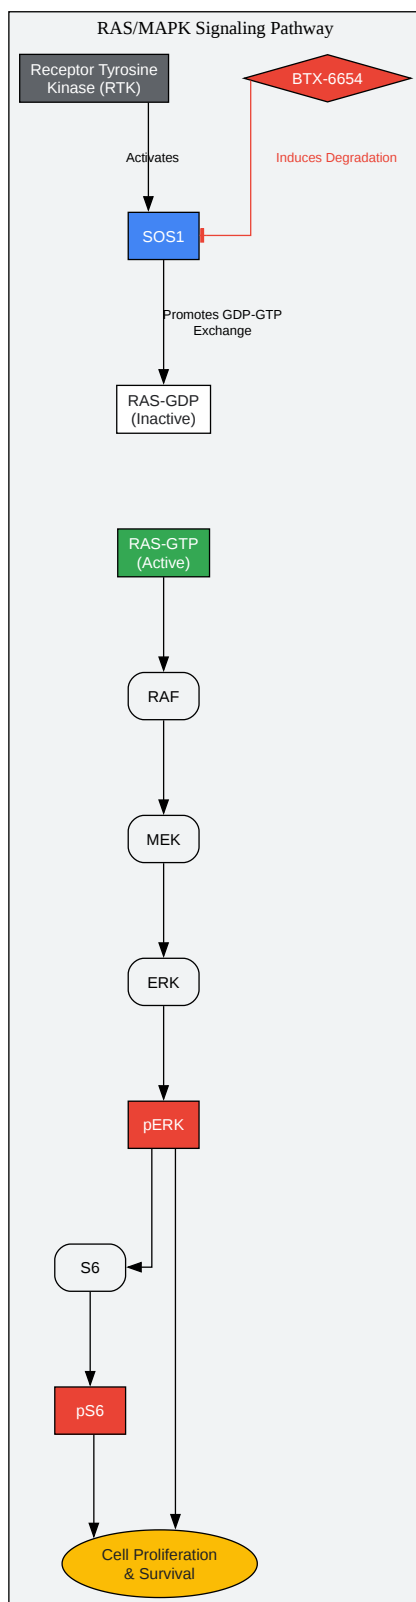 RAS/MAPK Signaling Pathway
Receptor Tyrosine
Kinase (RTK)
BTX-6654
Activates
Induces Degradation
SOS1
Promotes GDP-GTP
Exchange
RAS-GDP
(Inactive)
RAS-GTP
(Active)
RAF
MEK
ERK
pERK
S6
pS6
Cell Proliferation
& Survival